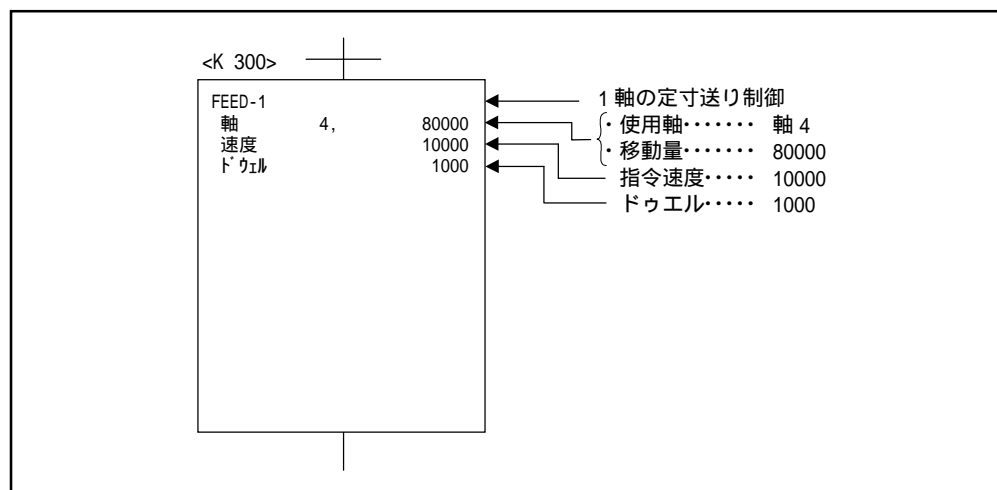 <K 300>
FEED-1
軸 4, 80000
速度 10000
ﾄﾞｳｪﾙ 1000
1 軸の定寸送り制御
・使用軸・・・・・・・ 軸 4
・移動量・・・・・・・ 80000
指令速度・・・・・ 10000
ドゥエル・・・・・ 1000